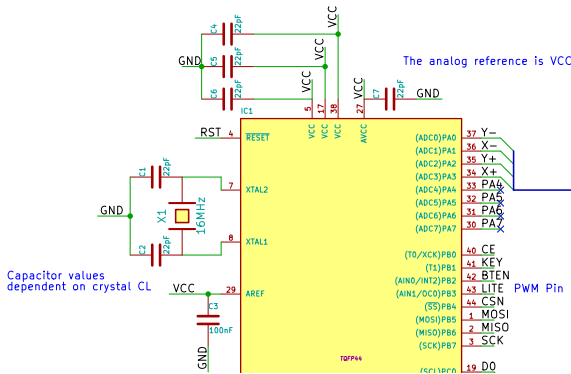 C4
22pF
VCC
VCC
GND
C5
22pF
The analog reference is VCC
VCC
VCC
C6
22pF
C7
22pF
GND
IC1
5
17
38
27
VCC
VCC
VCC
AVCC
RST
4
RESET
(ADC0)PA0
37
Y-
(ADC1)PA1
36
X-
(ADC2)PA2
35
Y+
C1
22pF
(ADC3)PA3
34
X+
7
XTAL2
(ADC4)PA4
33
PA4
(ADC5)PA5
32
PA5
GND
X1
16MHz
(ADC6)PA6
31
PA6
(ADC7)PA7
30
PA7
8
XTAL1
C2
22pF
(T0/XCK)PB0
40
CE
(T1)PB1
41
KEY
Capacitor values
dependent on crystal CL
(AIN0/INT2)PB2
42
BTEN
VCC
29
AREF
(AIN1/OC0)PB3
43
LITE
PWM Pin
C3
100nF
(SS)PB4
44
CSN
(MOSI)PB5
1
MOSI
(MISO)PB6
2
MISO
(SCK)PB7
3
SCK
GND
TQFP44
(SCL)PC0
19
D0